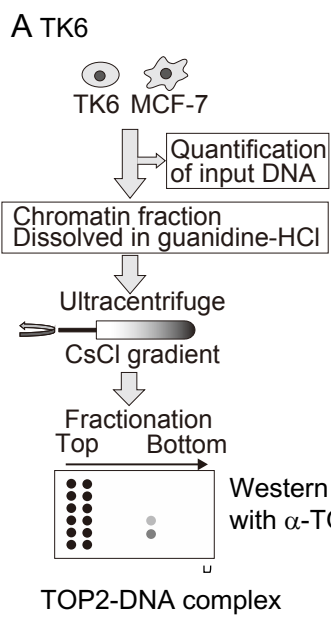 A TK6
TK6 MCF-7
Quantification
of input DNA
Chromatin fraction
Dissolved in guanidine-HCl
Ultracentrifuge
CsCl gradient
Fractionation
Top Bottom
Western
with α-TO
TOP2-DNA complex